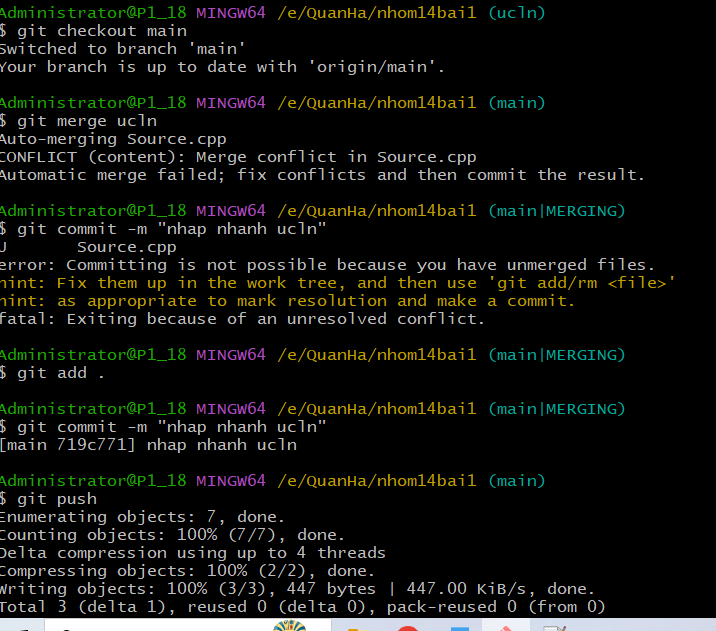 Administrator@P1_18 MINGW64 /e/QuanHa/nhom14bai1 (ucln)
$ git checkout main
Switched to branch 'main'
Your branch is up to date with 'origin/main'.
Administrator@P1_18 MINGW64 /e/QuanHa/nhom14bai1 (main)
$ git merge ucln
Auto-merging Source.cpp
CONFLICT (content): Merge conflict in Source.cpp
Automatic merge failed; fix conflicts and then commit the result.
Administrator@P1_18 MINGW64 /e/QuanHa/nhom14bai1 (main|MERGING)
$ git commit -m "nhap nhanh ucln"
U       Source.cpp
error: Committing is not possible because you have unmerged files.
hint: Fix them up in the work tree, and then use 'git add/rm <file>'
hint: as appropriate to mark resolution and make a commit.
fatal: Exiting because of an unresolved conflict.
Administrator@P1_18 MINGW64 /e/QuanHa/nhom14bai1 (main|MERGING)
$ git add .
Administrator@P1_18 MINGW64 /e/QuanHa/nhom14bai1 (main|MERGING)
$ git commit -m "nhap nhanh ucln"
[main 719c771] nhap nhanh ucln
Administrator@P1_18 MINGW64 /e/QuanHa/nhom14bai1 (main)
$ git push
Enumerating objects: 7, done.
Counting objects: 100% (7/7), done.
Delta compression using up to 4 threads
Compressing objects: 100% (2/2), done.
Writing objects: 100% (3/3), 447 bytes | 447.00 KiB/s, done.
Total 3 (delta 1), reused 0 (delta 0), pack-reused 0 (from 0)